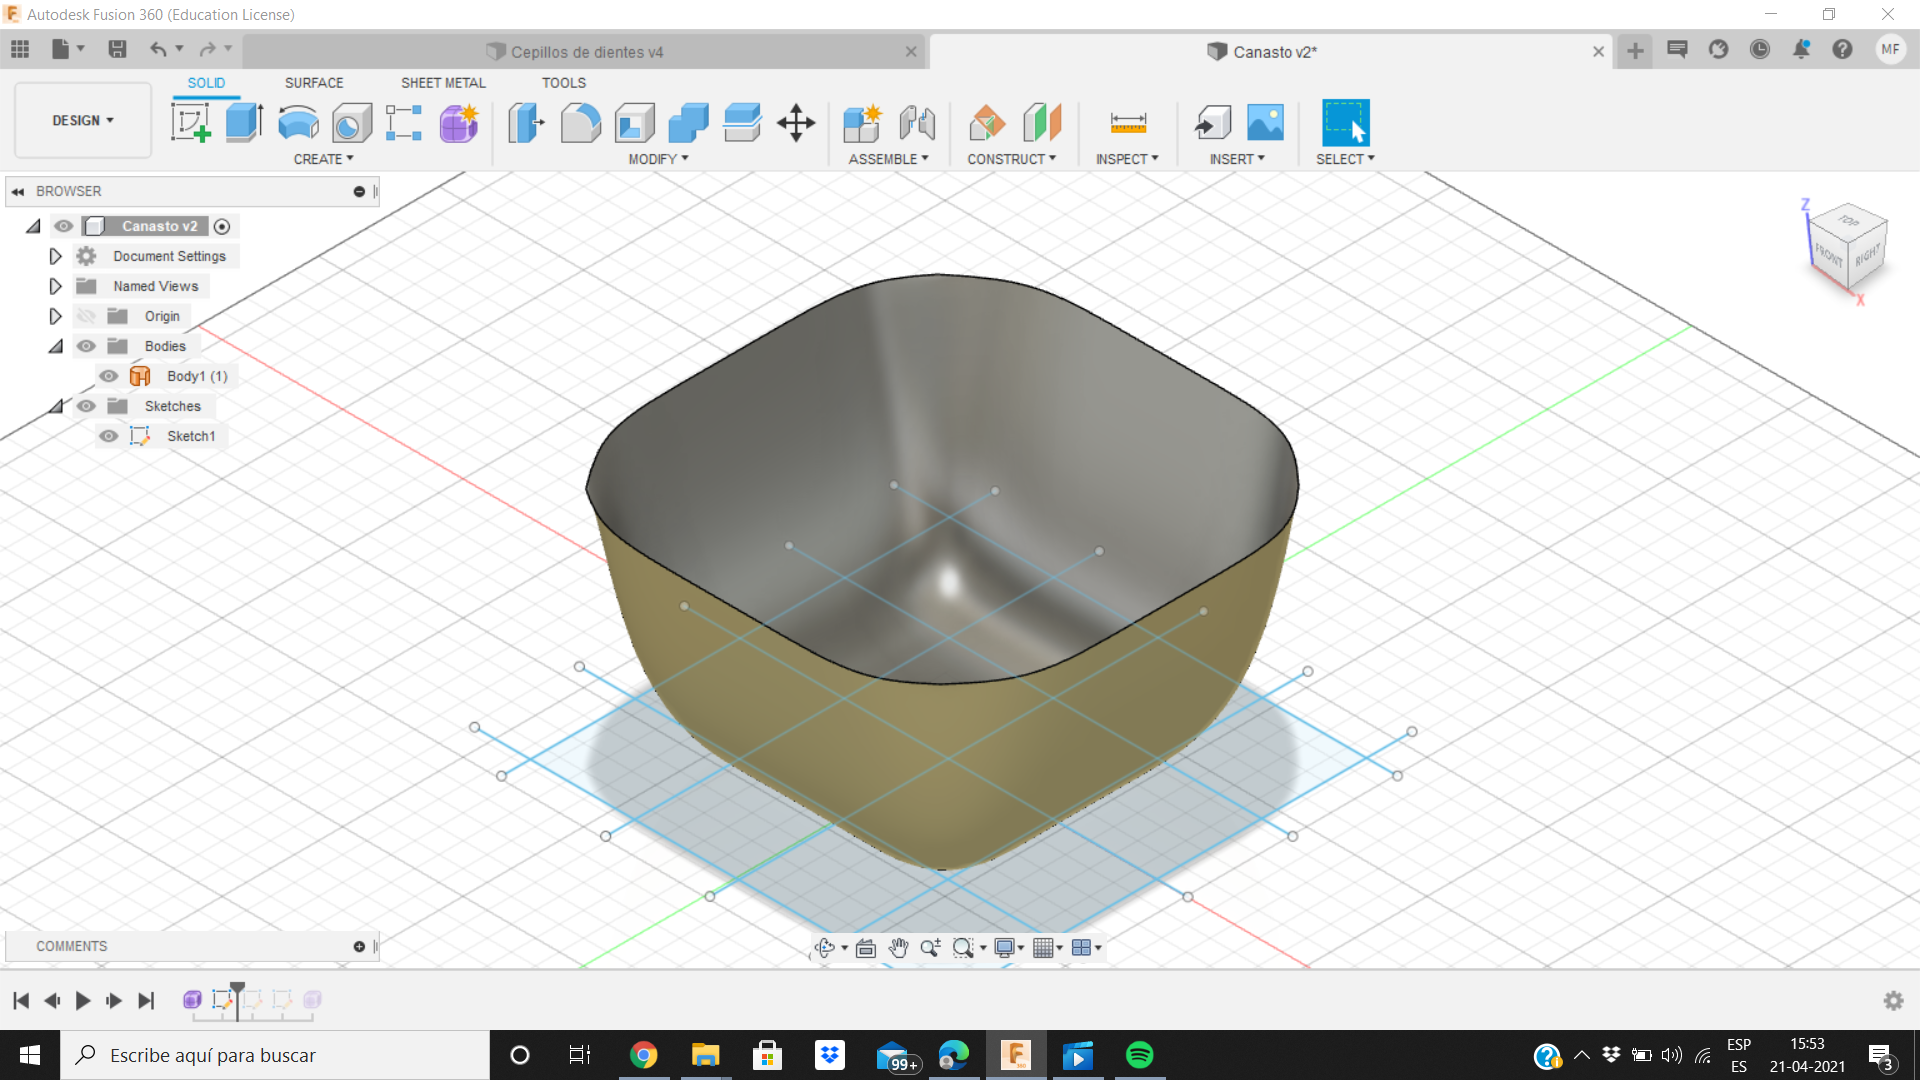 Autodesk Fusion 360 (Education License)
Cepillos de dientes v4
Canasto v2*
MF
SOLID
SURFACE
SHEET METAL
TOOLS
DESIGN
CREATE
MODIFY
ASSEMBLE
CONSTRUCT
INSPECT
INSERT
SELECT
BROWSER
Canasto v2
Document Settings
Named Views
Origin
Bodies
Body1 (1)
Sketches
Sketch1
Z
TOP
FRONT
RIGHT
X
COMMENTS
Escribe aquí para buscar
99+
ESP
ES
15:53
21-04-2021
3